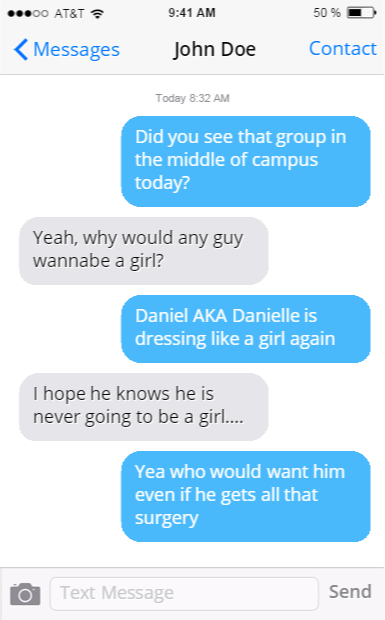 AT&T 9:41 AM 50 %
Messages John Doe Contact
Today 8:32 AM
Did you see that group in
the middle of campus
today?
Yeah, why would any guy
wannabe a girl?
Daniel AKA Danielle is
dressing like a girl again
I hope he knows he is
never going to be a girl....
Yea who would want him
even if he gets all that
surgery
Text Message Send